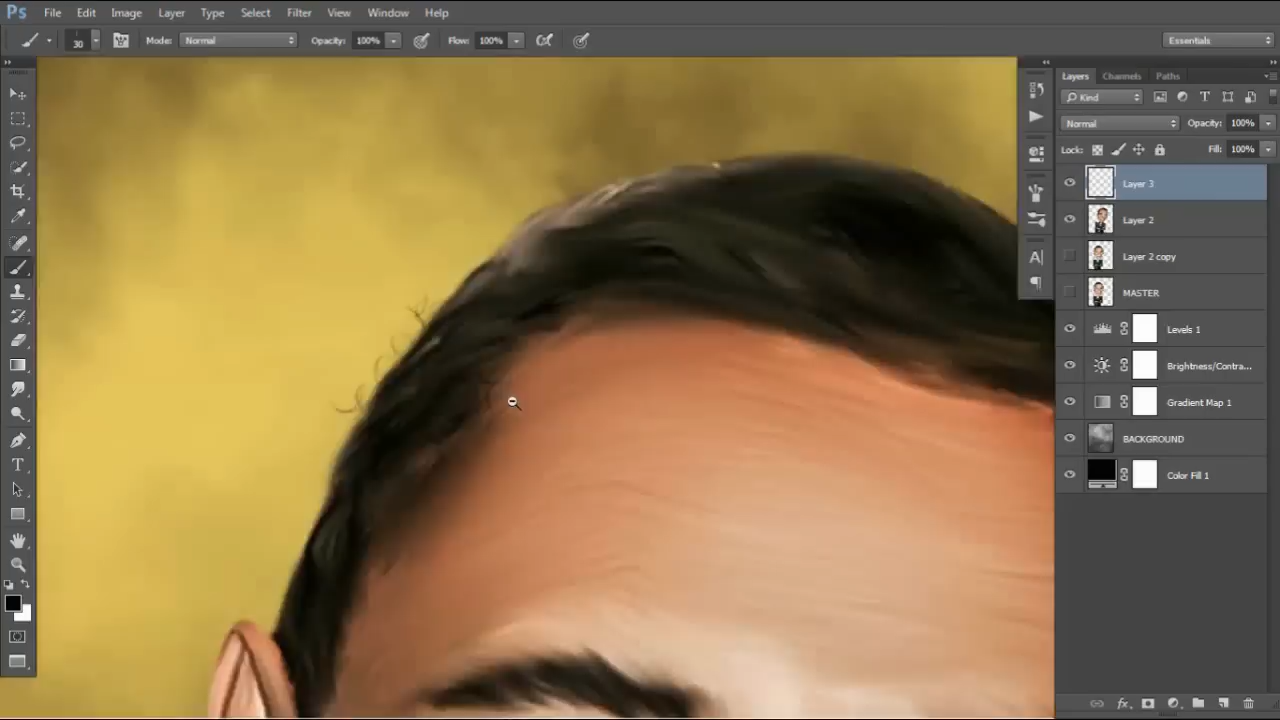 Ps File Edit Image Layer Type Select Filter View Window Help
30 Mode: Normal Opacity: 100% Flow: 100% Essentials
Layers Channels Paths
Kind T
Normal Opacity: 100%
Lock: Fill: 100%
Layer 3
Layer 2
Layer 2 copy
MASTER
Levels 1
Brightness/Contra...
Gradient Map 1
BACKGROUND
Color Fill 1
A
T
fx